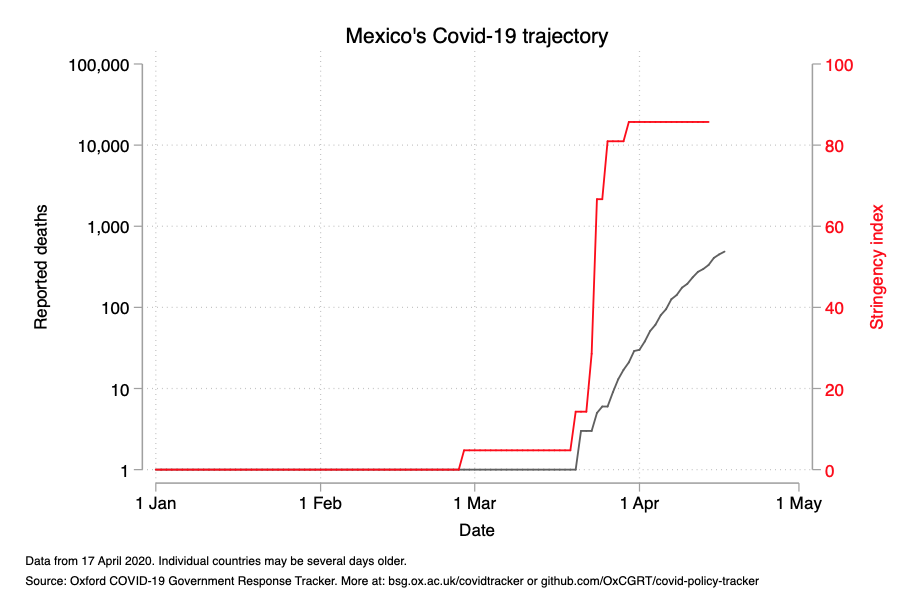 Mexico's Covid-19 trajectory
100,000
10,000
1,000
100
10
1
Reported deaths
100
80
60
40
20
0
Stringency index
1 Jan
1 Feb
1 Mar
1 Apr
1 May
Date
Data from 17 April 2020. Individual countries may be several days older.
Source: Oxford COVID-19 Government Response Tracker. More at: bsg.ox.ac.uk/covidtracker or github.com/OxCGRT/covid-policy-tracker